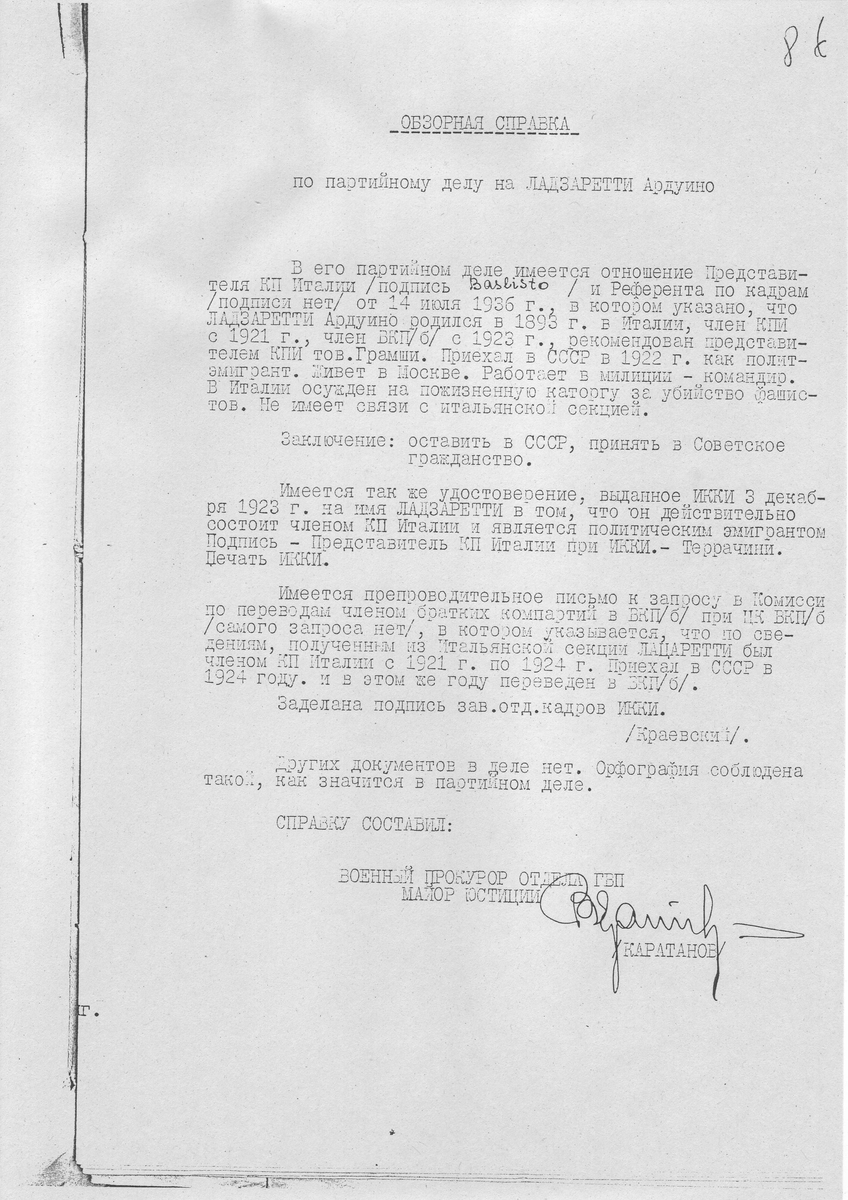 8
ОБЗОРНАЯ СПРАВКА
по партийному делу на ЛАДЗАРЕТТИ Ардуино
В его партийном деле имеется отношение Представи-
теля КП Италии /подпись Baslisto / и Референта по кадрам
/подписи нет/ от 14 июля 1936 г., в котором указано, что
ЛАДЗАРЕТТИ Ардуино родился в 1893 г. в Италии, член КПИ
с 1921 г., член ВКП/б/ с 1923 г., рекомендован представи-
телем КПИ тов.Грамши. Приехал в СССР в 1922 г. как полит-
эмигрант. Живет в Москве. Работает в милиции - командир.
В Италии осужден на пожизненную каторгу за убийство фашис-
тов. Не имеет связи с итальянской секцией.
Заключение: оставить в СССР, принять в Советское
гражданство.
Имеется так же удостоверение, выданное ИККИ 3 декаб-
ря 1923 г. на имя ЛАДЗАРЕТТИ в том, что он действительно
состоит членом КП Италии и является политическим эмигрантом
Подпись - Представитель КП Италии при ИККИ.- Террачини.
Печать ИККИ.
Имеется препроводительное письмо к запросу в Комисси
по переводам членом братких компартий в ВКП/б/ при ЦК ВКП/б
/самого запроса нет/, в котором указывается, что по све-
дениям, полученным из Итальянской секции ЛАЦАРЕТТИ был
членом КП Италии с 1921 г. по 1924 г. Приехал в СССР в
1924 году. и в этом же году переведен в ВКП/б/.
Заделана подпись зав.отд.кадров ИККИ.
/Краевский/.
Других документов в деле нет. Орфография соблюдена
такой, как значится в партийном деле.
СПРАВКУ СОСТАВИЛ:
ВОЕННЫЙ ПРОКУРОР ОТДЕЛА ГВП
МАЙОР ЮСТИЦИИ
/КАРАТАНОВ/
г.